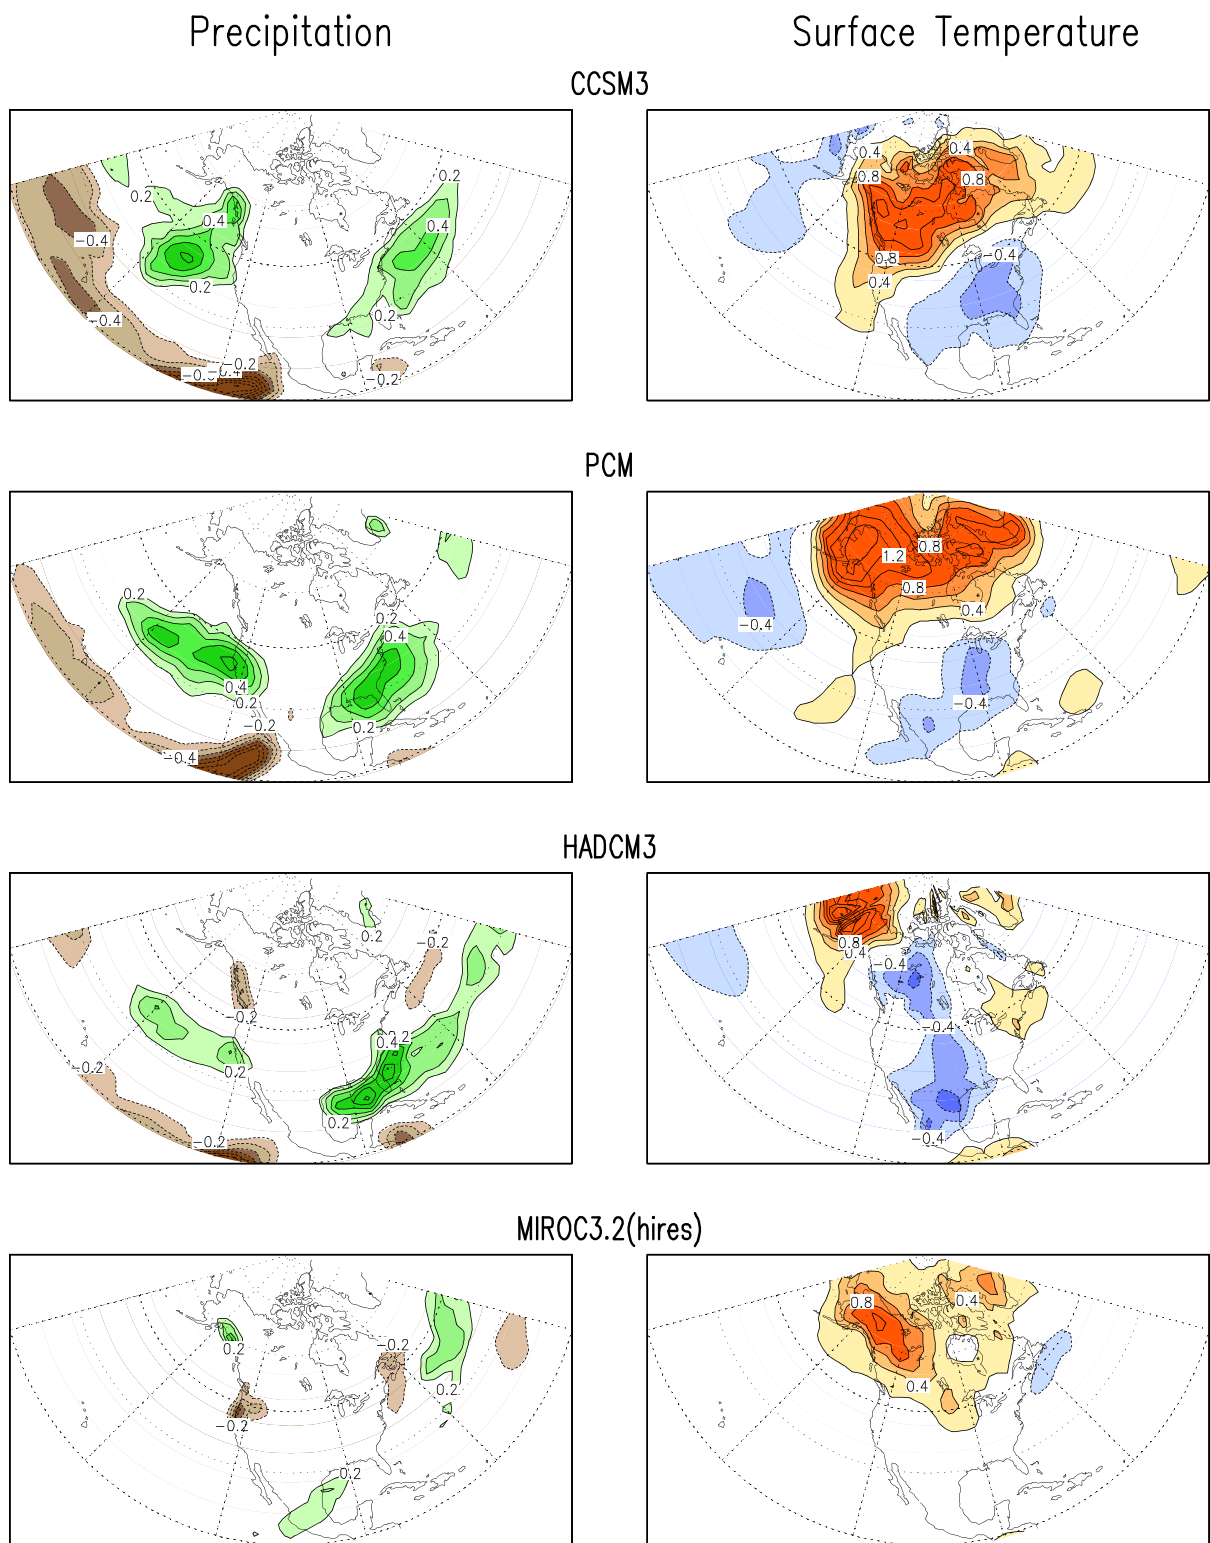 Precipitation Surface Temperature
CCSM3
0.2 0.2 0.4 0.4 -0.4 0.2 -0.4 0.2 -0.2 -0.4 -0.2
0.4 0.4 0.8 0.8 -0.4 0.8 0.4
PCM
0.2 0.2 0.4 0.4 0.2 -0.2 0.2 -0.4
1.2 0.8 0.8 0.4 -0.4 -0.4
HADCM3
0.2 -0.2 -0.2 0.4 -0.2 0.2 0.2 -0.2
0.8 0.4 -0.4 -0.4 -0.4
MIROC3.2(hires)
0.2 -0.2 0.2 -0.2 0.2
0.8 0.4 0.4